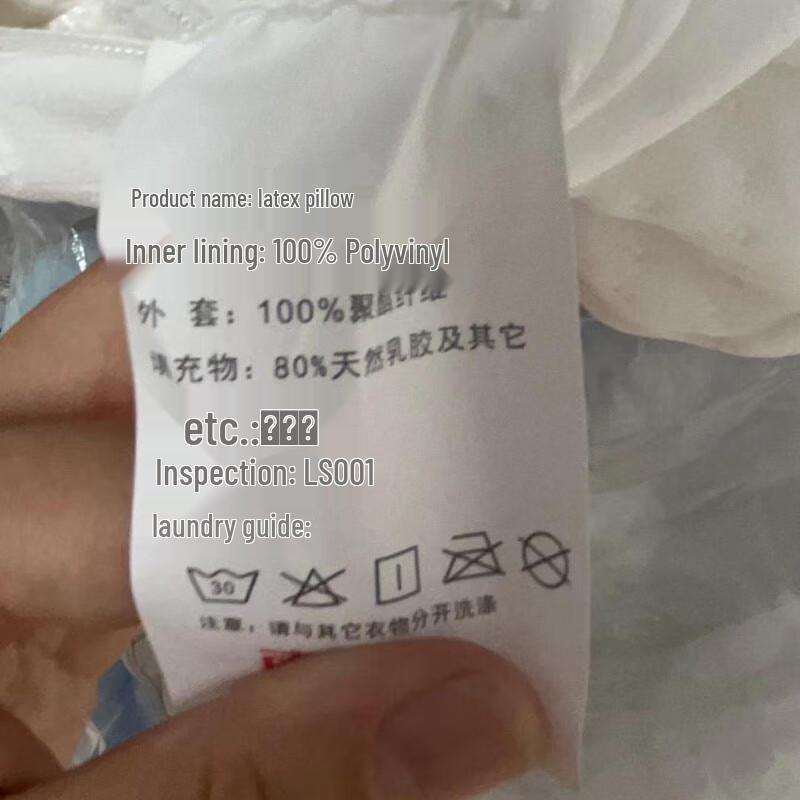 Product name: latex pillow
Inner lining: 100% Polyvinyl
外 套：100%聚酯纤维
填充物：80%天然乳胶及其它
etc.:
Inspection: LS001
laundry guide:
30
注意，请与其它衣物分开洗涤